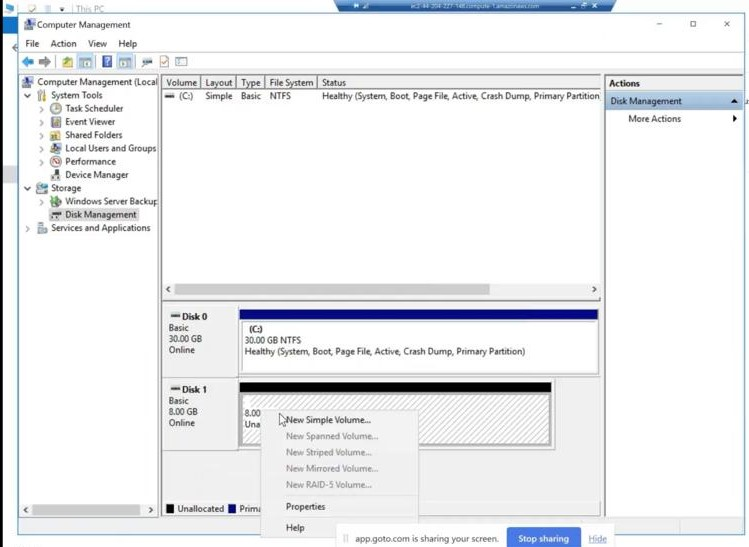 This PC
ec2-44-204-227-148.compute-1.amazonaws.com
Computer Management
File Action View Help
Computer Management (Local
System Tools
Task Scheduler
Event Viewer
Shared Folders
Local Users and Groups
Performance
Device Manager
Storage
Windows Server Backup
Disk Management
Services and Applications
Volume Layout Type File System Status
(C:) Simple Basic NTFS Healthy (System, Boot, Page File, Active, Crash Dump, Primary Partition
Disk 0
Basic
30.00 GB
Online
(C:)
30.00 GB NTFS
Healthy (System, Boot, Page File, Active, Crash Dump, Primary Partition)
Disk 1
Basic
8.00 GB
Online
8.00
Una
New Simple Volume...
New Spanned Volume...
New Striped Volume...
New Mirrored Volume...
New RAID-5 Volume...
Properties
Help
Unallocated Prima
Actions
Disk Management
More Actions
app.goto.com is sharing your screen. Stop sharing Hide